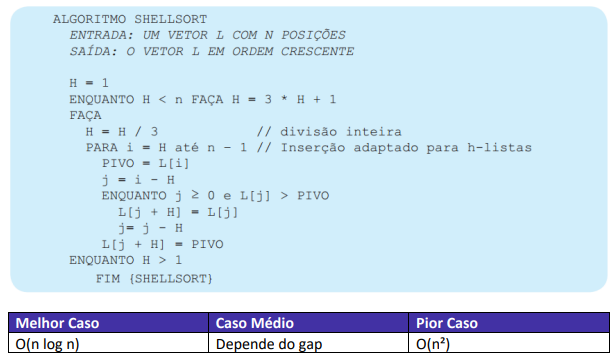 ALGORITMO SHELLSORT
ENTRADA: UM VETOR L COM N POSIÇÕES
SAÍDA: O VETOR L EM ORDEM CRESCENTE
H = 1
ENQUANTO H < n FAÇA H = 3 * H + 1
FAÇA
H = H / 3 // divisão inteira
PARA i = H até n - 1 // Inserção adaptado para h-listas
PIVO = L[i]
j = i - H
ENQUANTO j ≥ 0 e L[j] > PIVO
L[j + H] = L[j]
j= j - H
L[j + H] = PIVO
ENQUANTO H > 1
FIM {SHELLSORT}
Melhor Caso Caso Médio Pior Caso
O(n log n) Depende do gap O(n²)